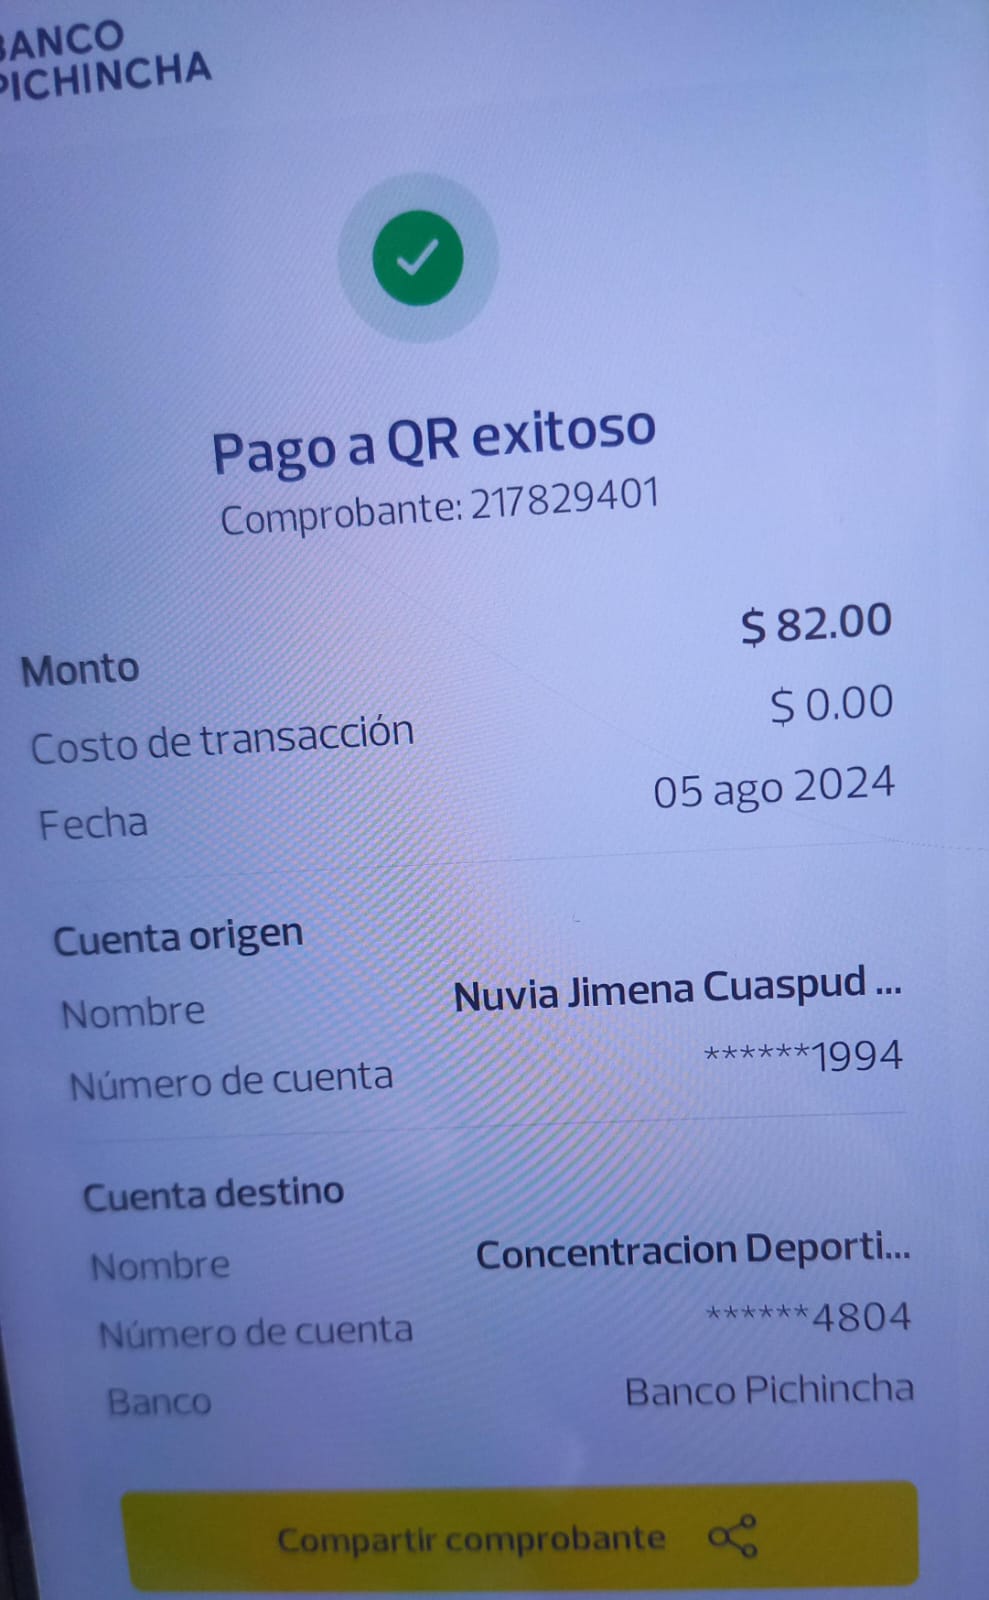 BANCO
PICHINCHA
Pago a QR exitoso
Comprobante: 217829401
Monto $ 82.00
Costo de transacción $ 0.00
Fecha 05 ago 2024
Cuenta origen
Nombre Nuvia Jimena Cuaspud ...
Número de cuenta ******1994
Cuenta destino
Nombre Concentracion Deporti...
Número de cuenta ******4804
Banco Banco Pichincha
Compartir comprobante